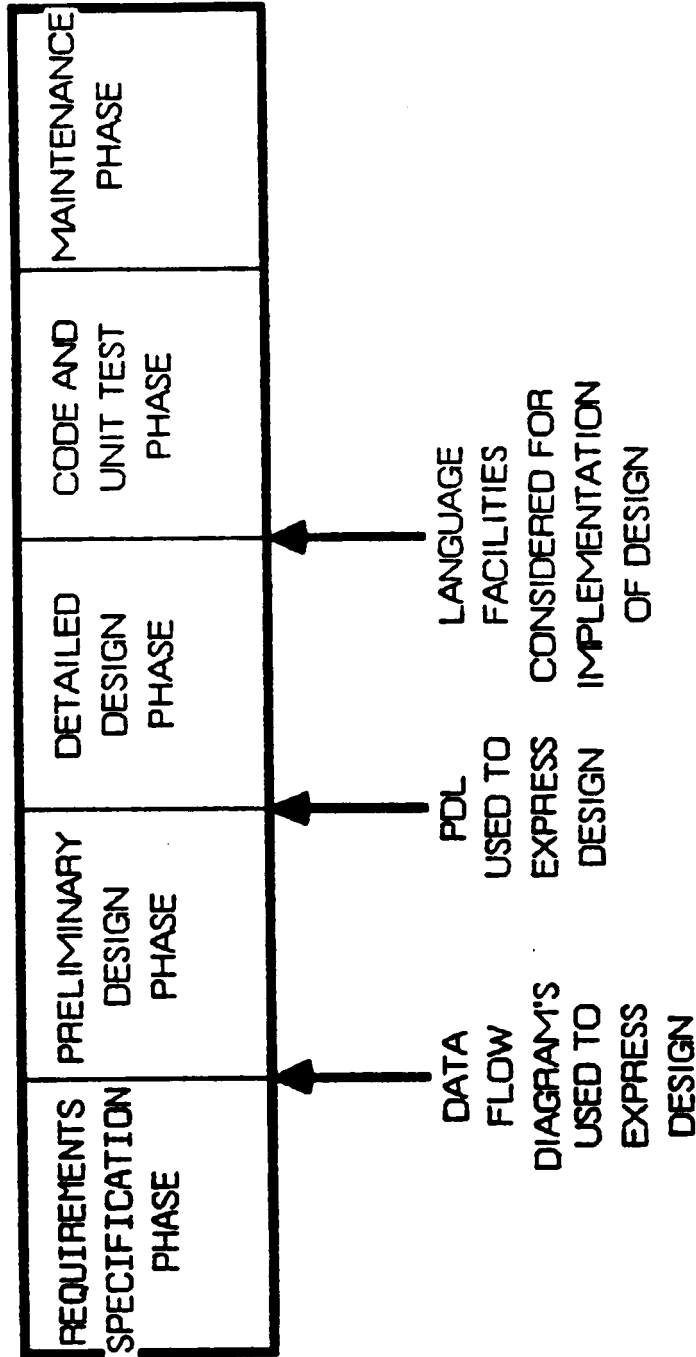 REQUIREMENTS
SPECIFICATION
PHASE
PRELIMINARY
DESIGN
PHASE
DETAILED
DESIGN
PHASE
CODE AND
UNIT TEST
PHASE
MAINTENANCE
PHASE
DATA
FLOW
DIAGRAM'S
USED TO
EXPRESS
DESIGN
PDL
USED TO
EXPRESS
DESIGN
LANGUAGE
FACILITIES
CONSIDERED FOR
IMPLEMENTATION
OF DESIGN